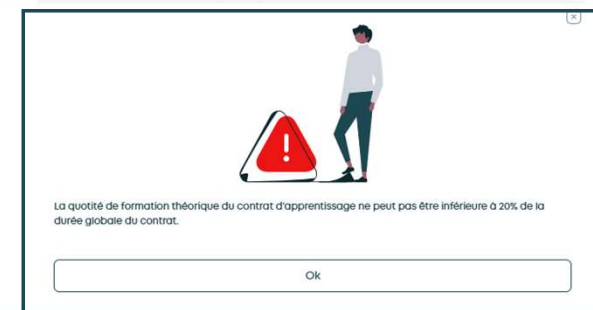 La quotité de formation théorique du contrat d'apprentissage ne peut pas être inférieure à 20% de la
durée globale du contrat.
Ok